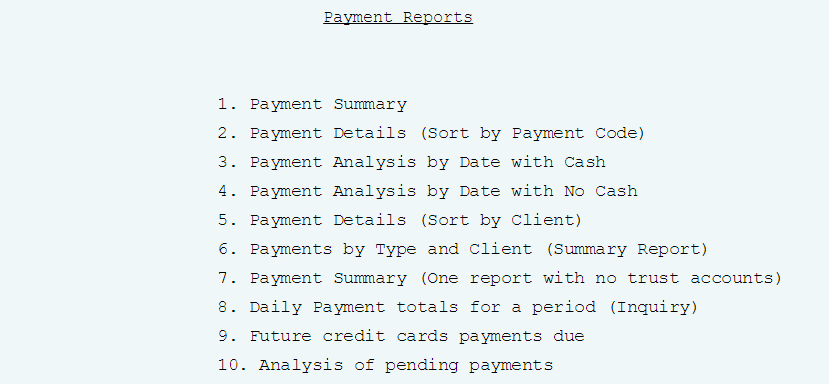 Payment Reports
1. Payment Summary
2. Payment Details (Sort by Payment Code)
3. Payment Analysis by Date with Cash
4. Payment Analysis by Date with No Cash
5. Payment Details (Sort by Client)
6. Payments by Type and Client (Summary Report)
7. Payment Summary (One report with no trust accounts)
8. Daily Payment totals for a period (Inquiry)
9. Future credit cards payments due
10. Analysis of pending payments